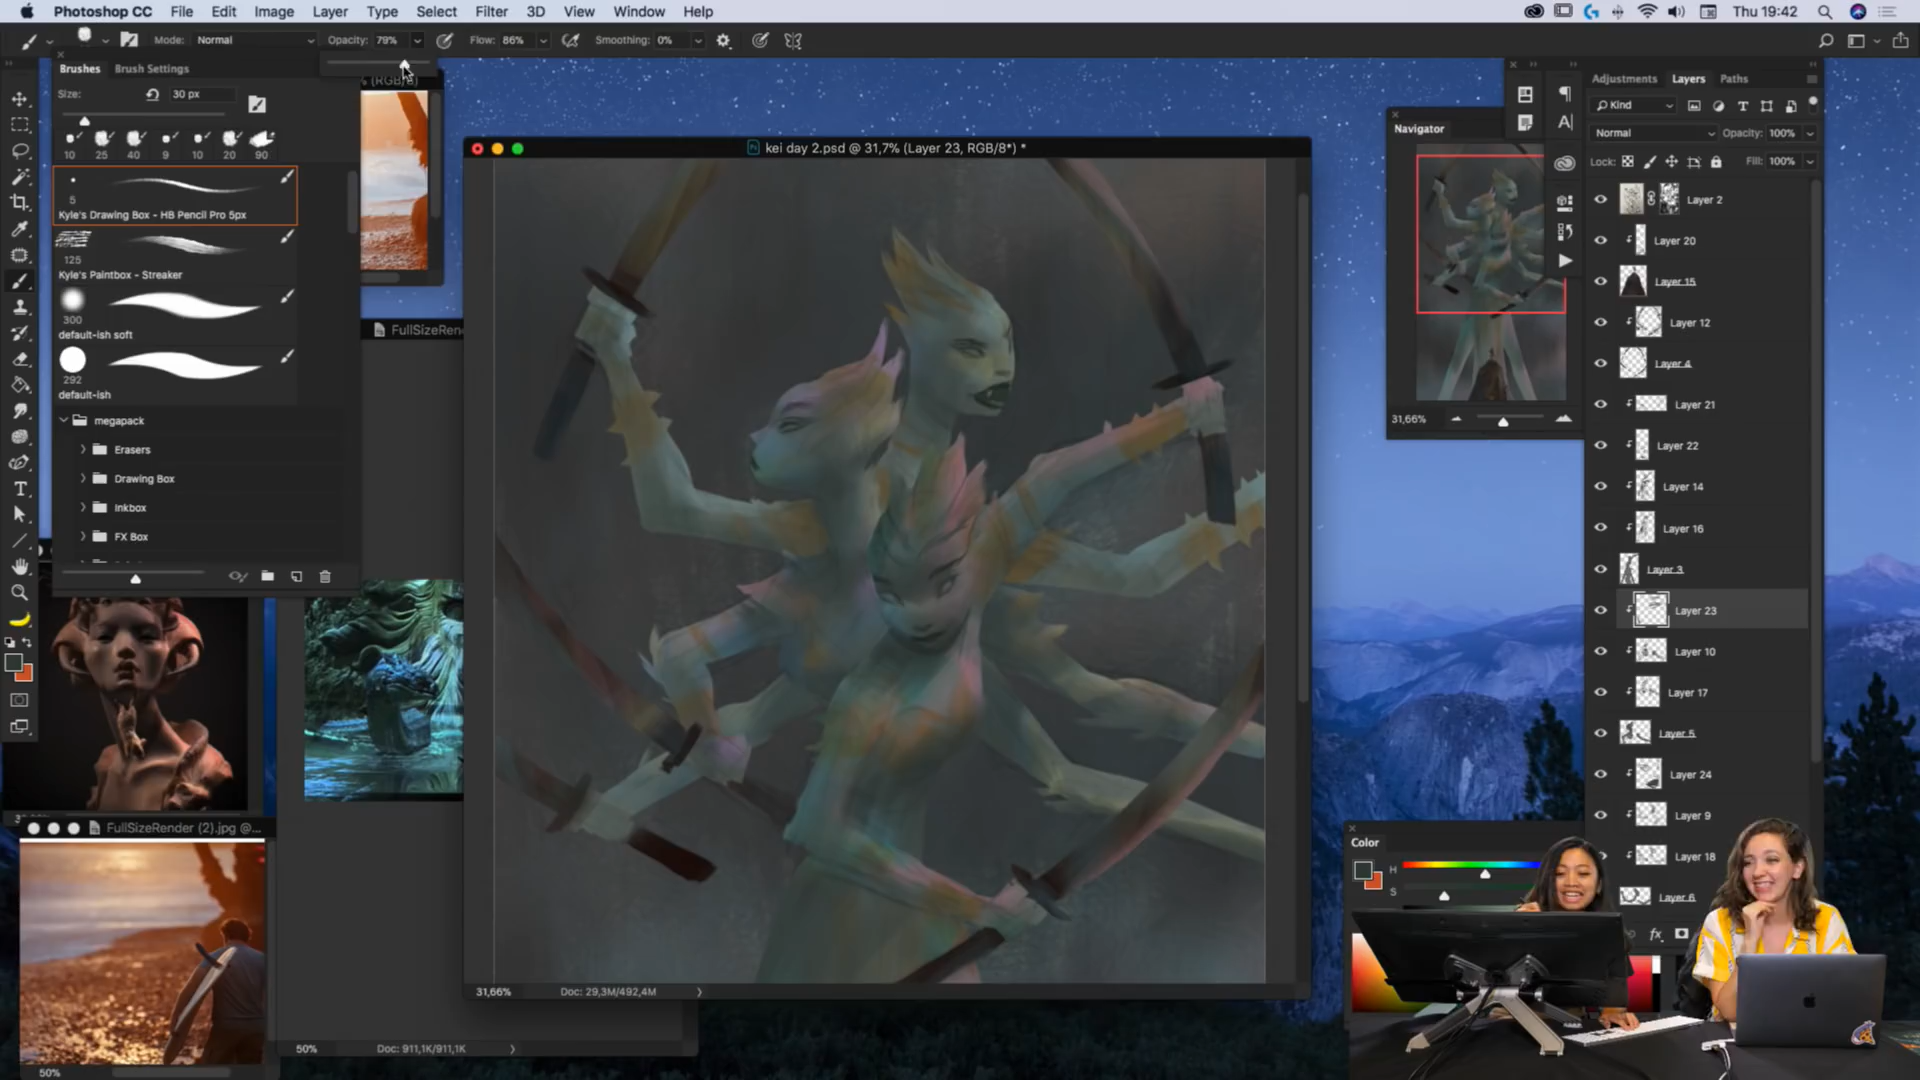 Photoshop CC File Edit Image Layer Type Select Filter 3D View Window Help Thu 19:42
Mode: Normal Opacity: 79% Flow: 86% Smoothing: 0%
Brushes Brush Settings
Size: 30 px
10 25 40 9 10 20 90
5
Kyle's Drawing Box - HB Pencil Pro 5px
125
Kyle's Paintbox - Streaker
300
default-ish soft
292
default-ish
megapack
Erasers
Drawing Box
Inkbox
FX Box
% (RGB/8)
FullSizeRen
kei day 2.psd @ 31,7% (Layer 23, RGB/8*) *
31,66% Doc: 29,3M/492,4M
FullSizeRender (2).jpg @...
50%
50% Doc: 911,1K/911,1K
Navigator
31,66%
Adjustments Layers Paths
Kind
Normal Opacity: 100%
Lock: Fill: 100%
Layer 2
Layer 20
Layer 15
Layer 12
Layer 4
Layer 21
Layer 22
Layer 14
Layer 16
Layer 3
Layer 23
Layer 10
Layer 17
Layer 5
Layer 24
Layer 9
Layer 18
Layer 6
fx
Color
H
S